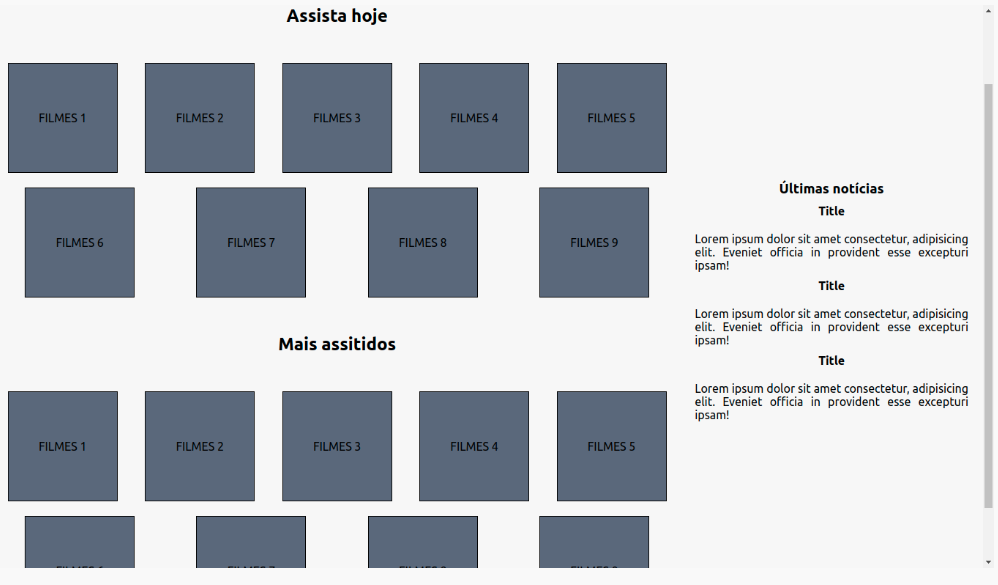 Assista hoje
FILMES 1
FILMES 2
FILMES 3
FILMES 4
FILMES 5
FILMES 6
FILMES 7
FILMES 8
FILMES 9
Mais assitidos
FILMES 1
FILMES 2
FILMES 3
FILMES 4
FILMES 5
Últimas notícias
Title
Lorem ipsum dolor sit amet consectetur, adipisicing
elit. Eveniet officia in provident esse excepturi
ipsam!
Title
Lorem ipsum dolor sit amet consectetur, adipisicing
elit. Eveniet officia in provident esse excepturi
ipsam!
Title
Lorem ipsum dolor sit amet consectetur, adipisicing
elit. Eveniet officia in provident esse excepturi
ipsam!